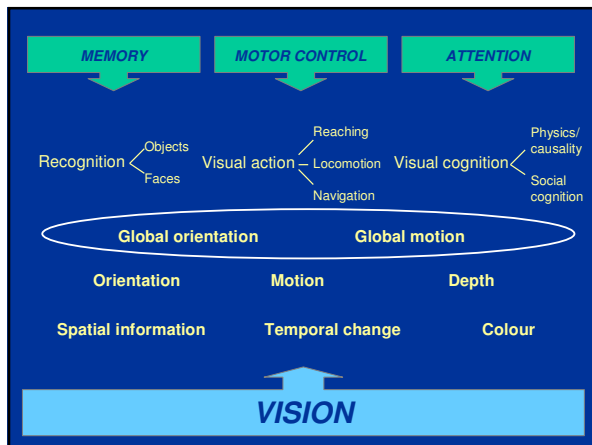 MEMORY
MOTOR CONTROL
ATTENTION
Recognition
Objects
Faces
Visual action
Reaching
Locomotion
Navigation
Visual cognition
Physics/
causality
Social
cognition
Global orientation
Global motion
Orientation
Motion
Depth
Spatial information
Temporal change
Colour
VISION